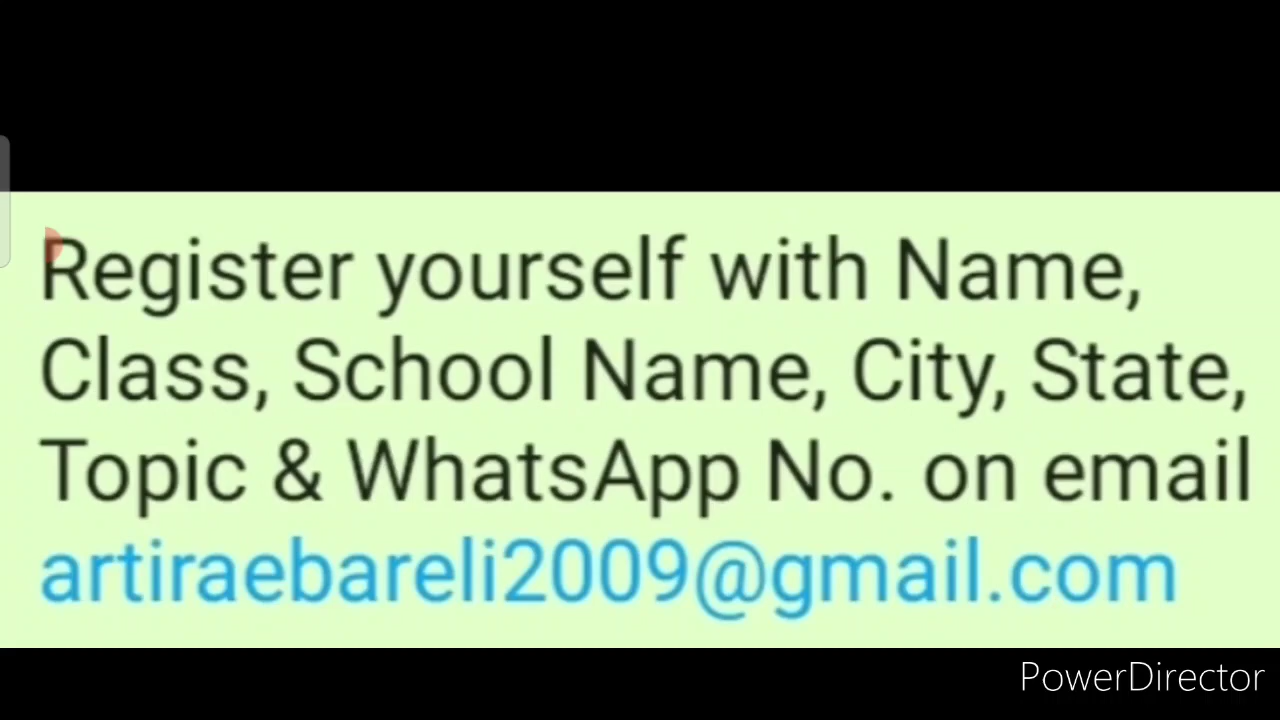 Register yourself with Name,
Class, School Name, City, State,
Topic & WhatsApp No. on email
artiraebareli2009@gmail.com
PowerDirector